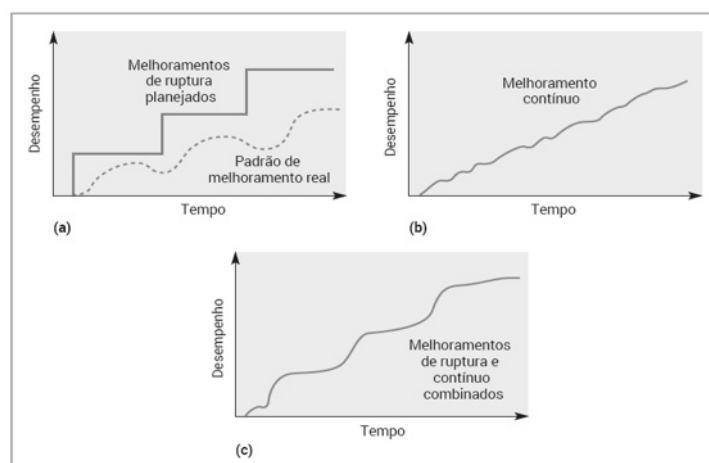 Melhoramentos
de ruptura
planejados
Desempenho
Padrão de
melhoramento real
Tempo
(a)
Melhoramento
contínuo
Desempenho
Tempo
(b)
Desempenho
Melhoramentos
de ruptura e
contínuo
combinados
Tempo
(c)